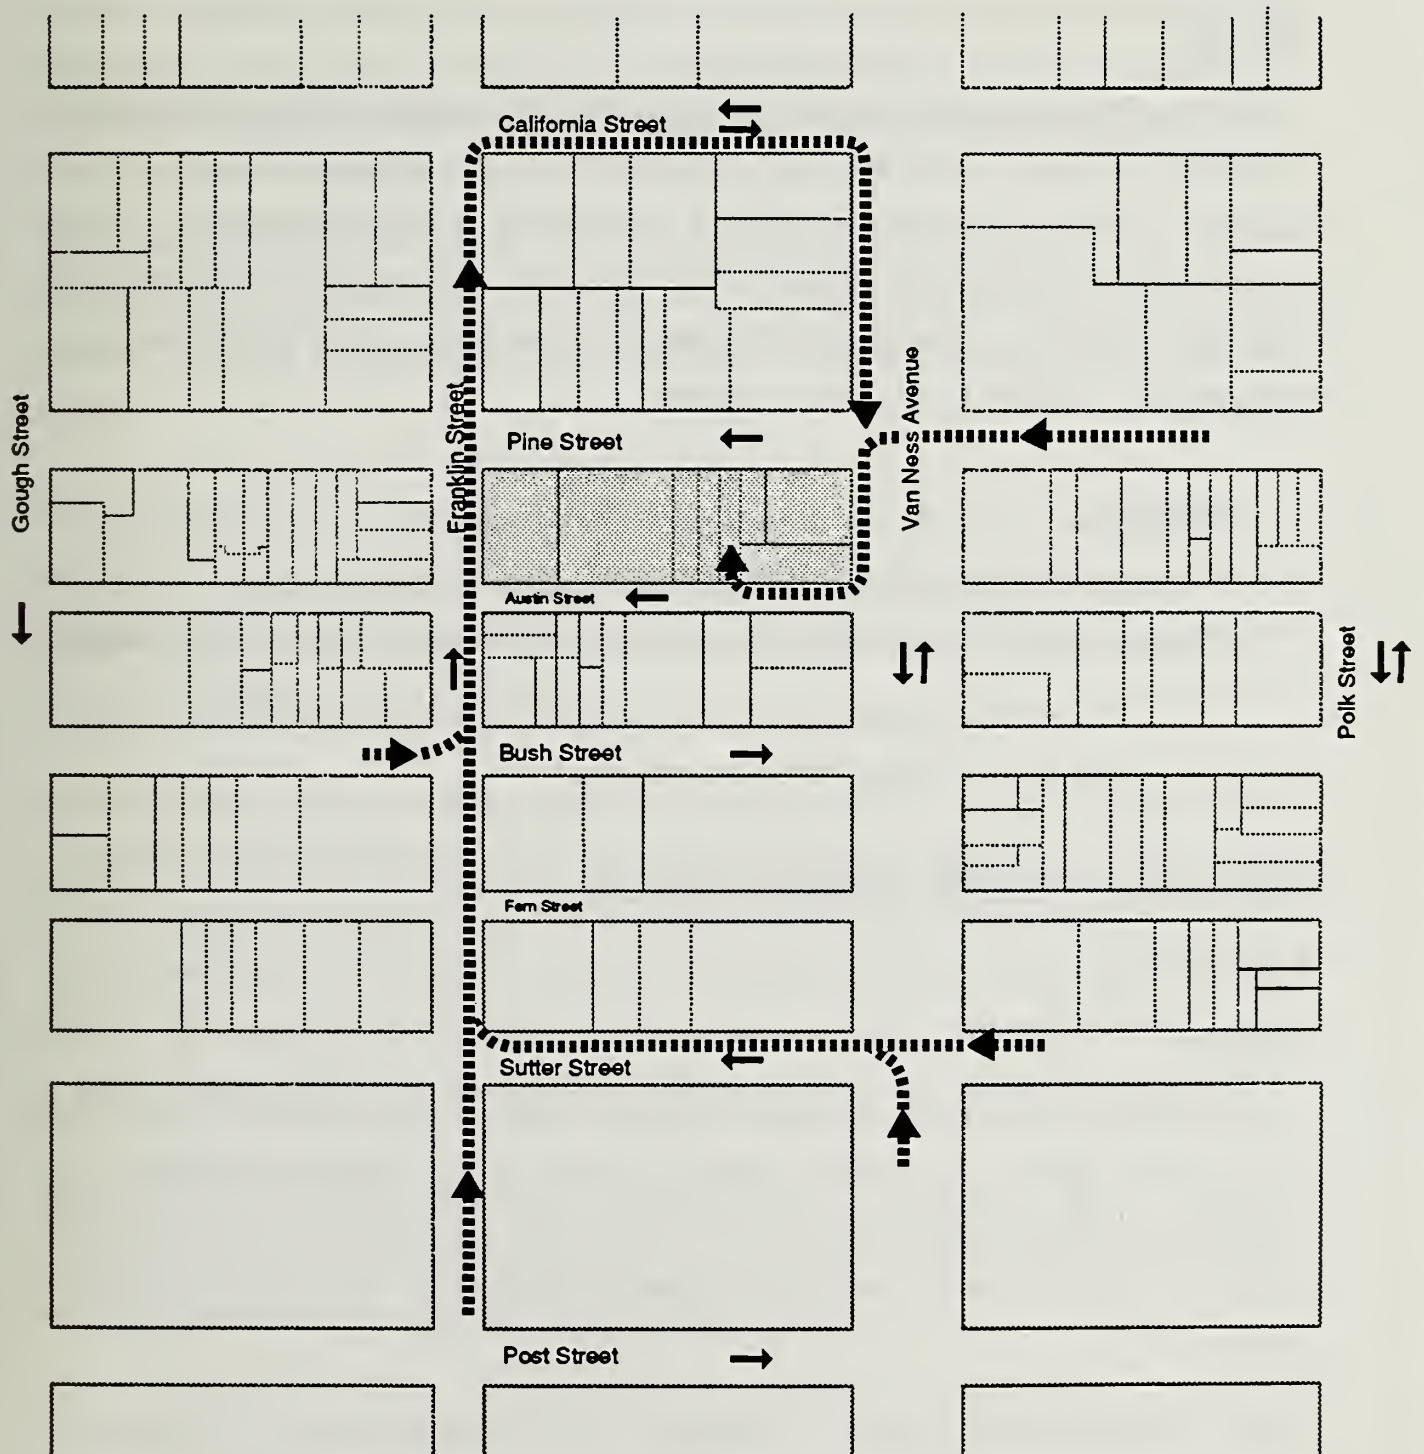 California Street
Gough Street
Franklin Street
Pine Street
Van Ness Avenue
Austin Street
Polk Street
Bush Street
Fern Street
Sutter Street
Post Street